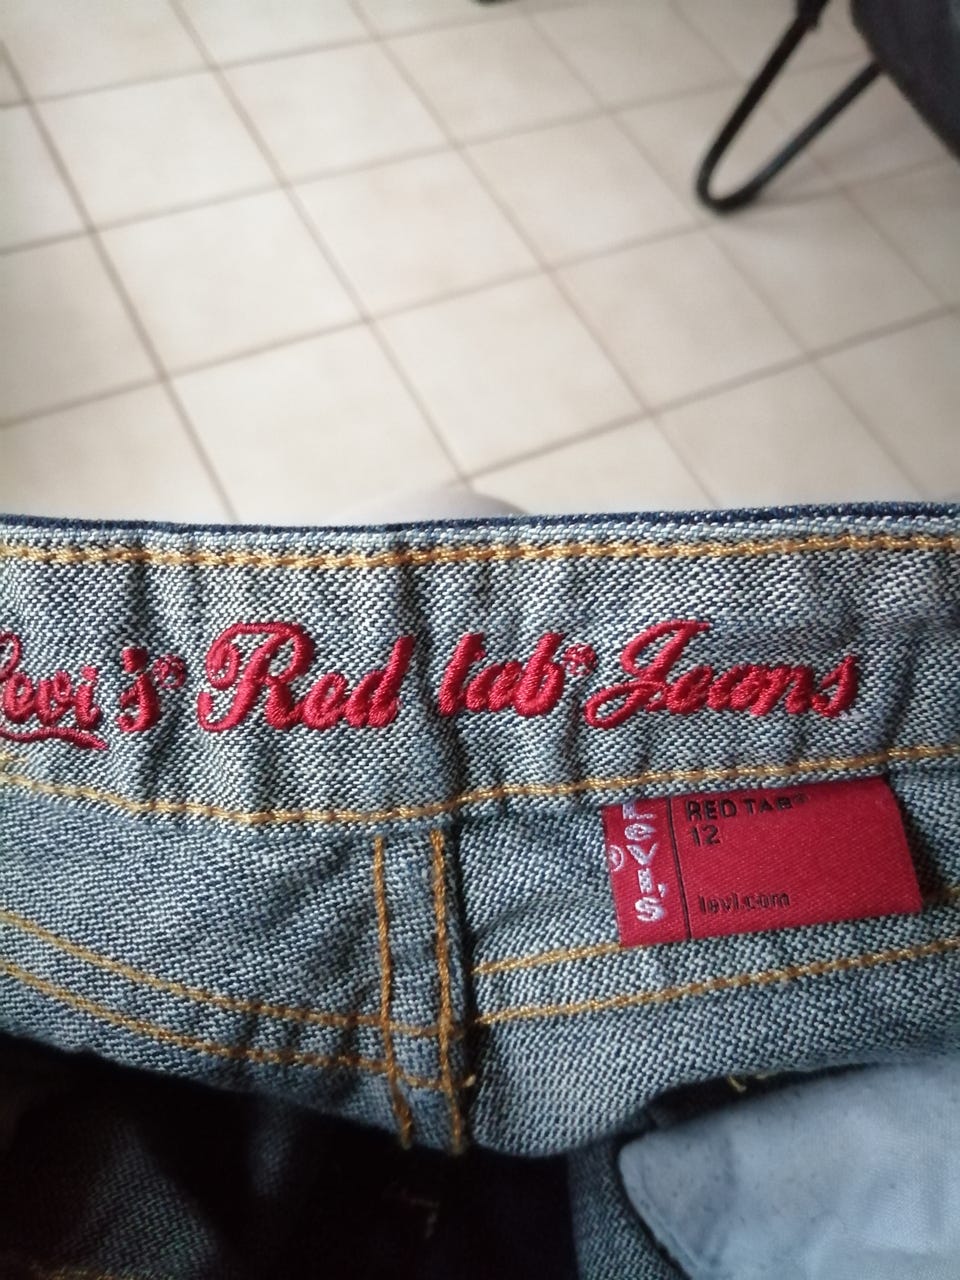 Levi's® Red tab® Jeans
LEVI'S®
RED TAB®
12
levi.com